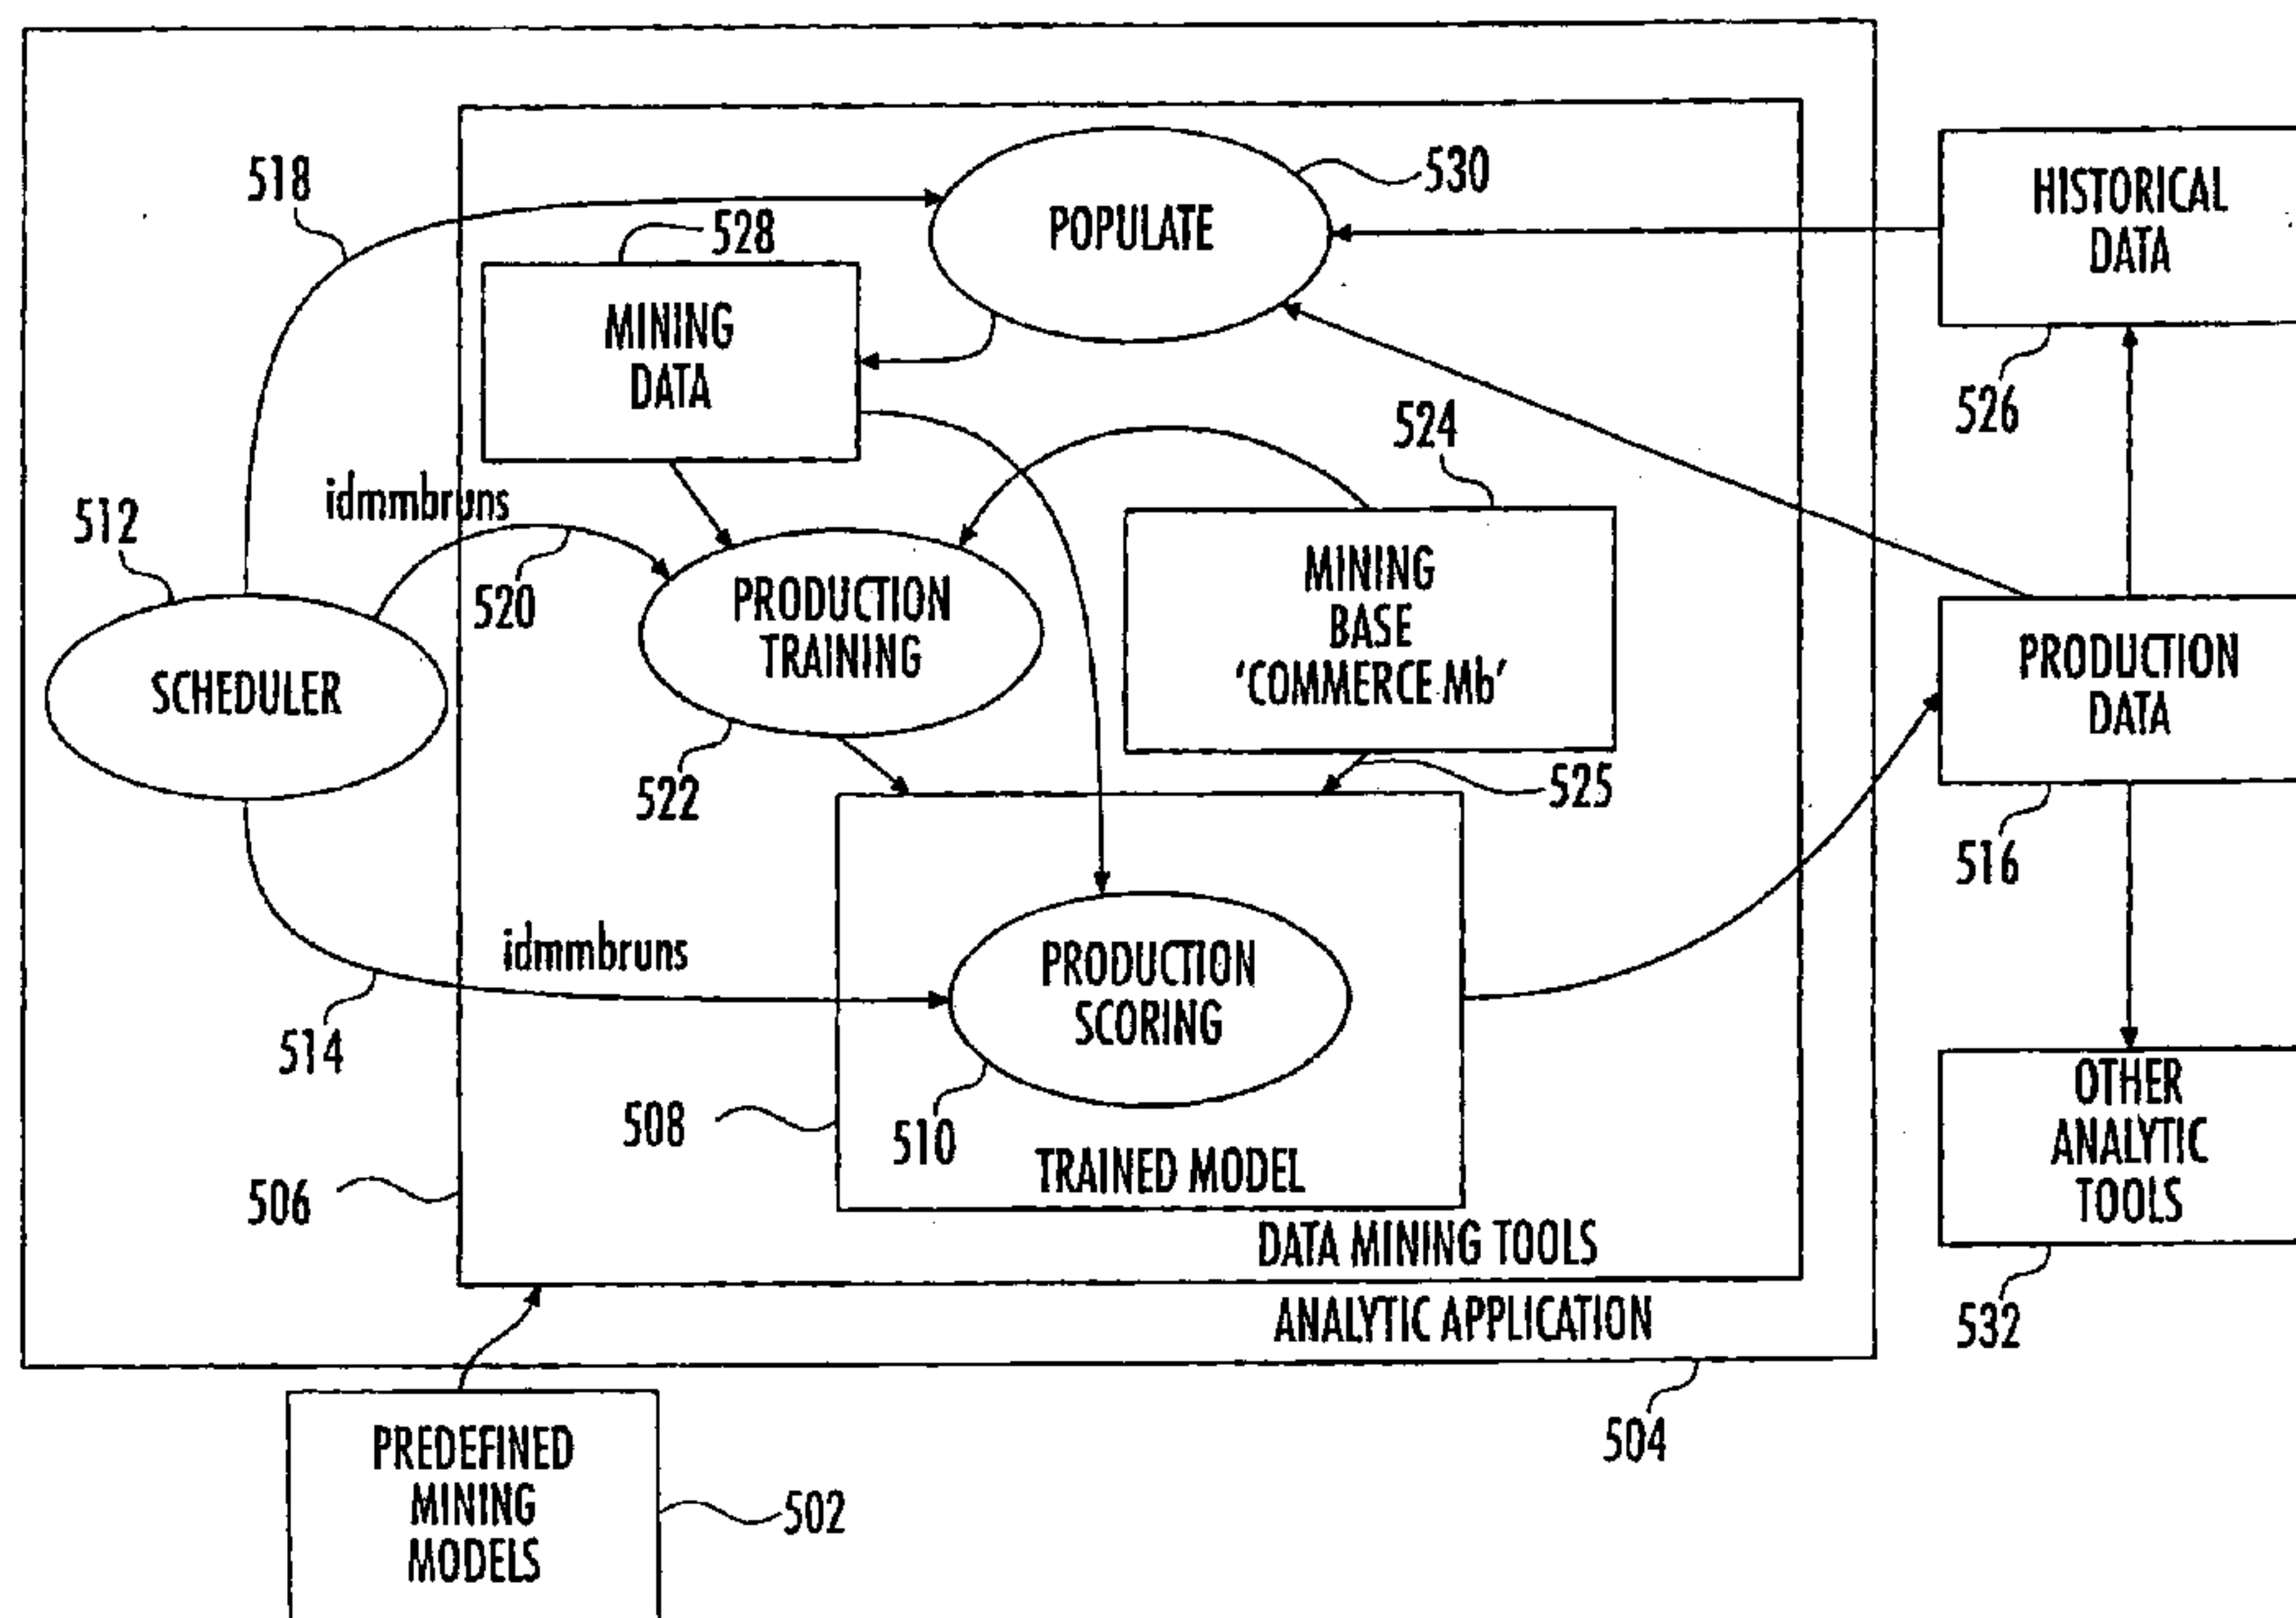 518
530
HISTORICAL
DATA
528
POPULATE
MINING
DATA
526
524
idmmbruns
512
520
PRODUCTION
TRAINING
MINING
BASE
'COMMERCE Mb'
SCHEDULER
PRODUCTION
DATA
522
525
516
idmmbruns
PRODUCTION
SCORING
514
508
510
TRAINED MODEL
OTHER
ANALYTIC
TOOLS
506
DATA MINING TOOLS
ANALYTIC APPLICATION
532
504
PREDEFINED
MINING
MODELS
502